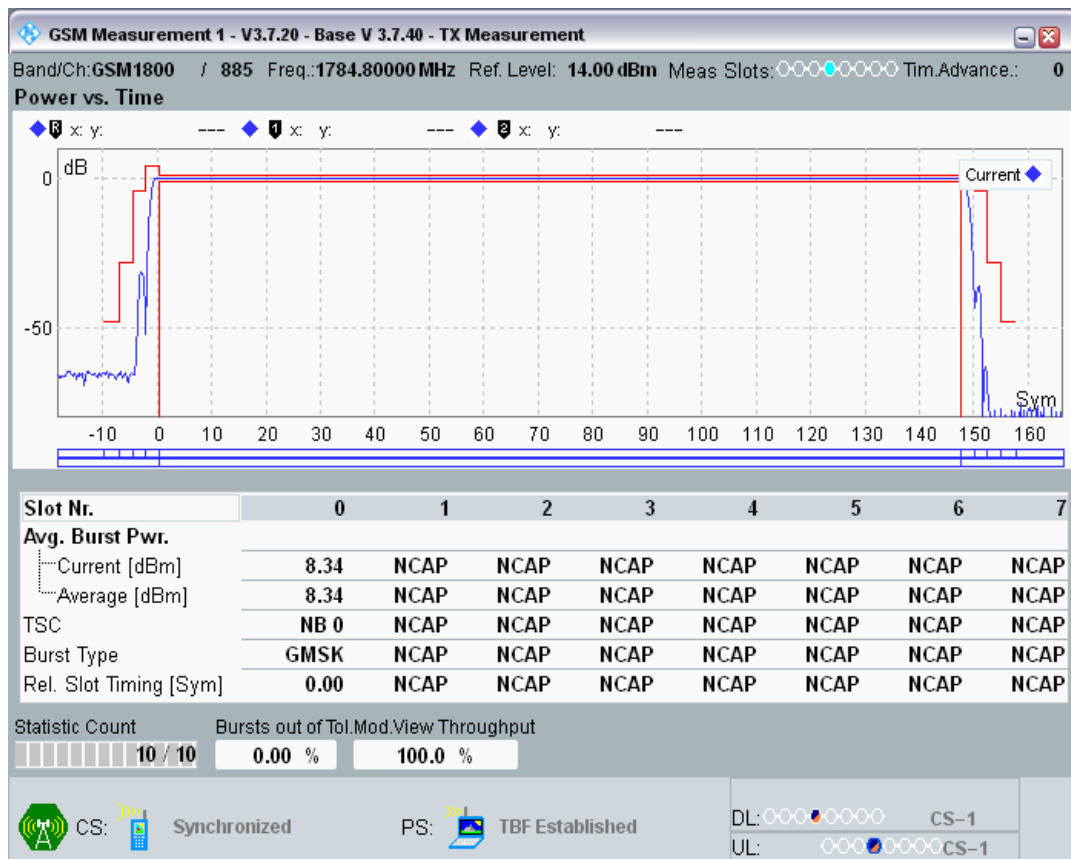 GSM Measurement 1 - V3.7.20 - Base V 3.7.40 - TX Measurement
Band/Ch:GSM1800 / 885 Freq.:1784.80000 MHz Ref. Level: 14.00 dBm Meas Slots: Tim.Advance.: 0
Power vs. Time
R x: y: --- 1 x: y: --- 2 x: y: ---
dB
Current
0
-50
Sym
-10 0 10 20 30 40 50 60 70 80 90 100 110 120 130 140 150 160
Slot Nr. 0 1 2 3 4 5 6 7
Avg. Burst Pwr.
Current [dBm] 8.34 NCAP NCAP NCAP NCAP NCAP NCAP NCAP
Average [dBm] 8.34 NCAP NCAP NCAP NCAP NCAP NCAP NCAP
TSC NB 0 NCAP NCAP NCAP NCAP NCAP NCAP NCAP
Burst Type GMSK NCAP NCAP NCAP NCAP NCAP NCAP NCAP
Rel. Slot Timing [Sym] 0.00 NCAP NCAP NCAP NCAP NCAP NCAP NCAP
Statistic Count Bursts out of Tol.Mod.View Throughput
10 / 10 0.00 % 100.0 %
CS: Synchronized PS: TBF Established
DL: CS-1
UL: CS-1